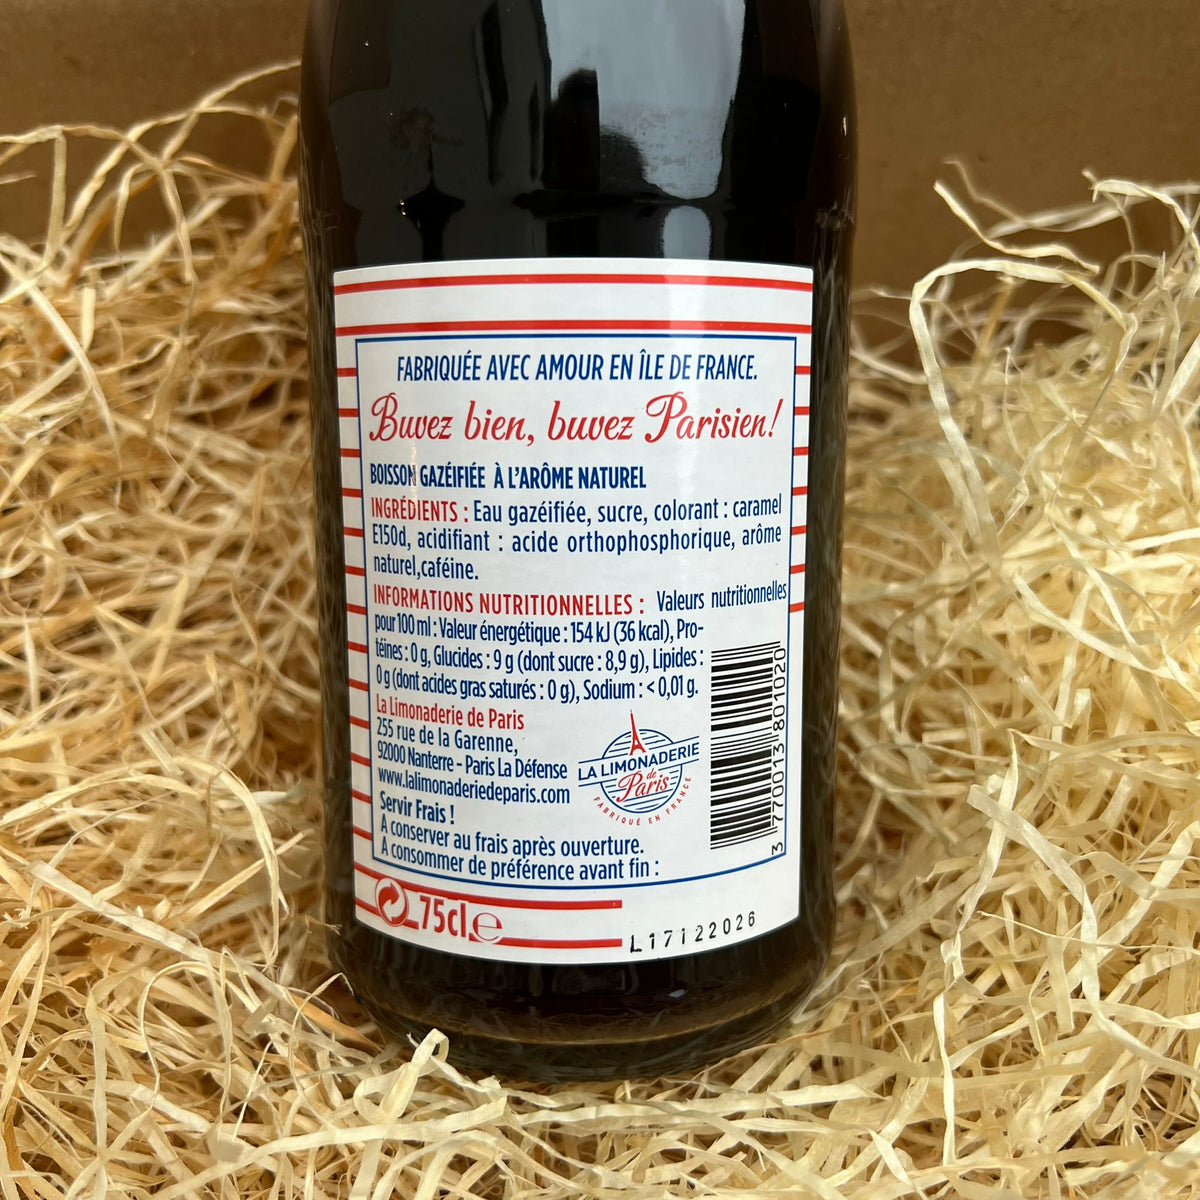 FABRIQUÉE AVEC AMOUR EN ÎLE DE FRANCE.
Buvez bien, buvez Parisien!
BOISSON GAZÉIFIÉE À L'ARÔME NATUREL
INGRÉDIENTS : Eau gazéifiée, sucre, colorant : caramel
E150d, acidifiant : acide orthophosphorique, arôme
naturel,caféine.
INFORMATIONS NUTRITIONNELLES : Valeurs nutritionnelles
pour 100 ml : Valeur énergétique : 154 kJ (36 kcal), Pro-
téines : 0 g, Glucides : 9 g (dont sucre : 8,9 g), Lipides :
0 g (dont acides gras saturés : 0 g), Sodium : < 0,01 g.
La Limonaderie de Paris
255 rue de la Garenne,
92000 Nanterre - Paris La Défense
www.lalimonaderiedeparis.com
LA LIMONADERIE
de
Paris
FABRIQUÉ EN FRANCE
3 770013 801020
Servir Frais !
À conserver au frais après ouverture.
À consommer de préférence avant fin :
75cl e
L17122026